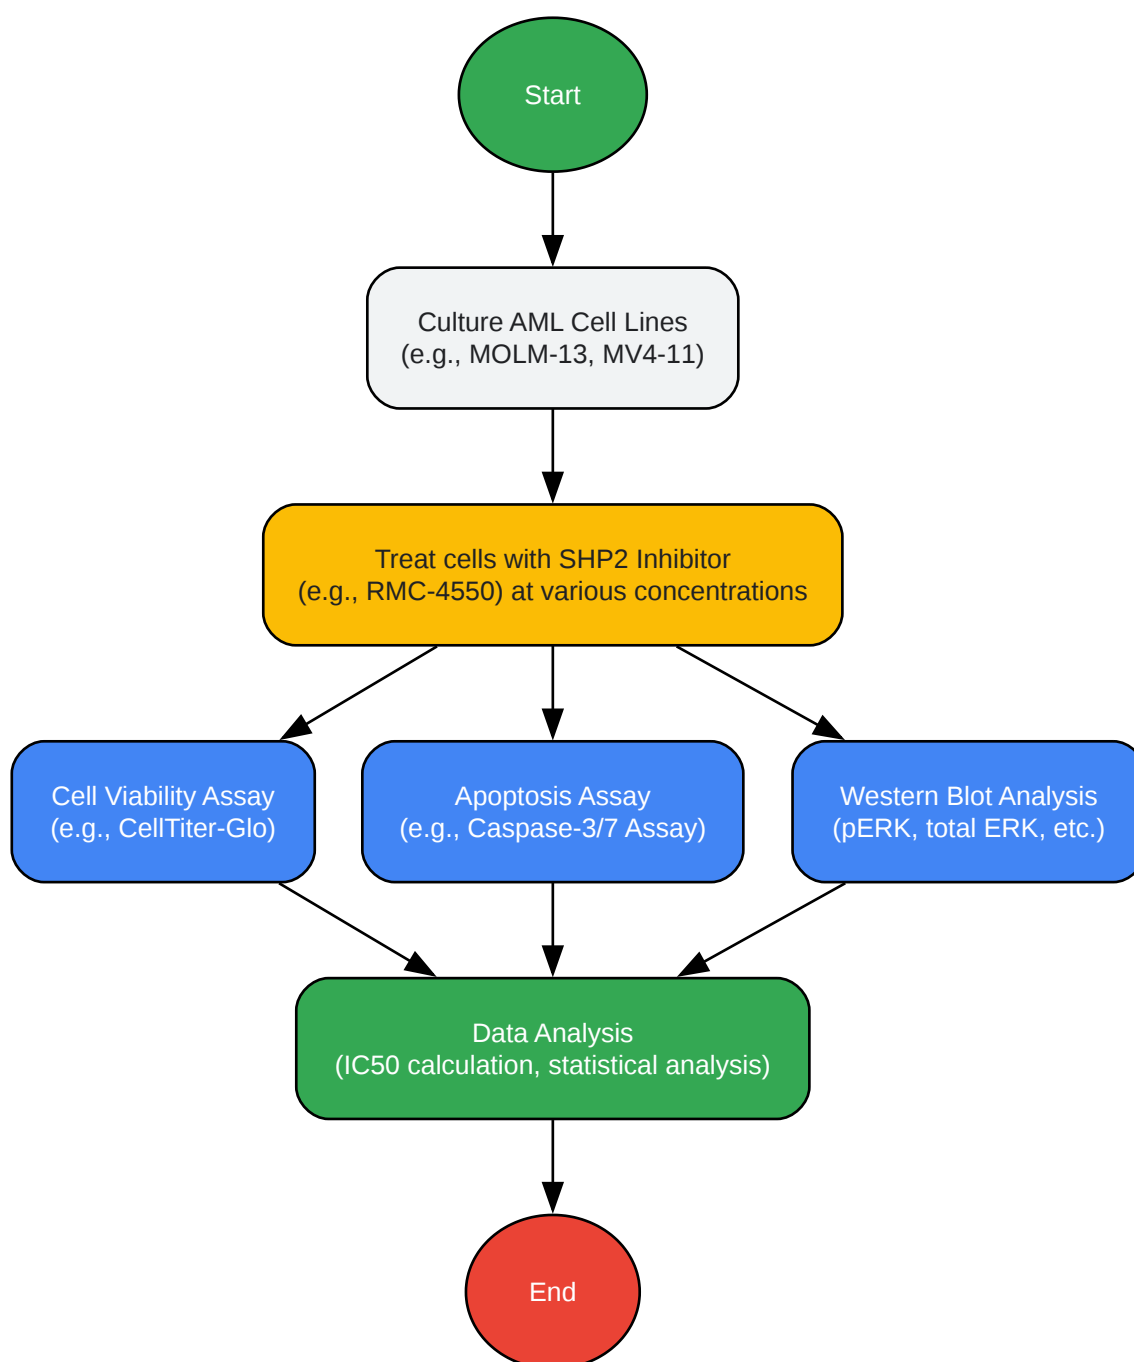 Start
Culture AML Cell Lines
(e.g., MOLM-13, MV4-11)
Treat cells with SHP2 Inhibitor
(e.g., RMC-4550) at various concentrations
Cell Viability Assay
(e.g., CellTiter-Glo)
Apoptosis Assay
(e.g., Caspase-3/7 Assay)
Western Blot Analysis
(pERK, total ERK, etc.)
Data Analysis
(IC50 calculation, statistical analysis)
End